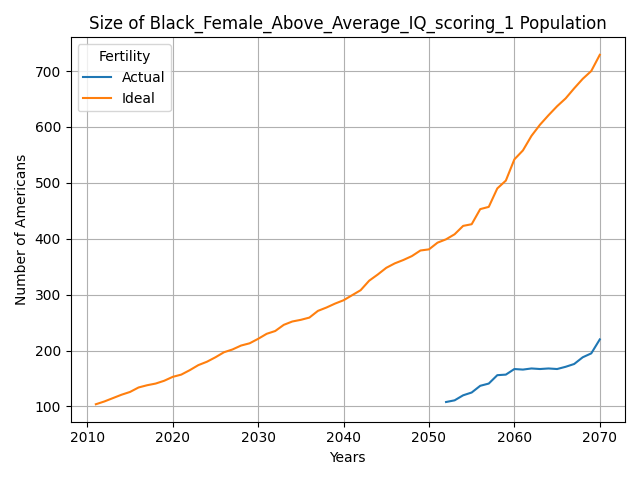 Size of Black_Female_Above_Average_IQ_scoring_1 Population
Fertility
Actual
Ideal
Number of Americans
700
600
500
400
300
200
100
2010 2020 2030 2040 2050 2060 2070
Years